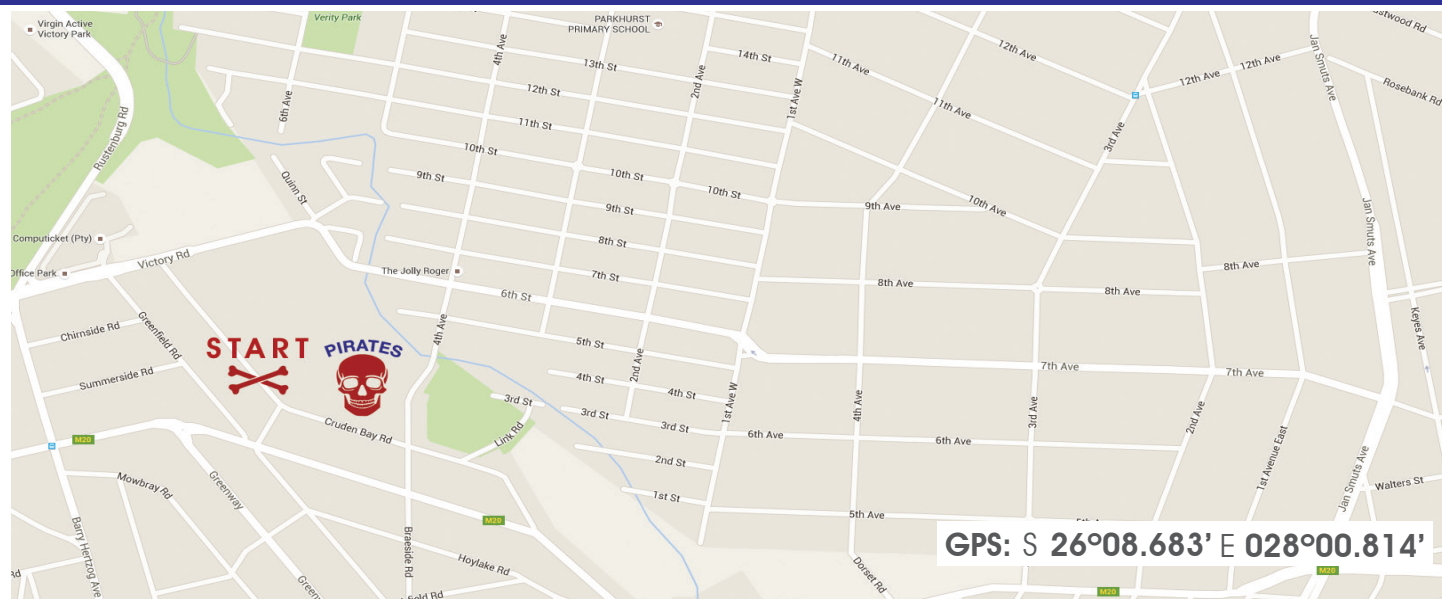 Verity Park
PARKHURST
PRIMARY SCHOOL
Virgin Active
Victory Park
12th Ave
14th St
11th Ave
4th Ave
13th St
2nd Ave
1st Ave W
Jan Smuts Ave
12th Ave
12th Ave
Rosebank Rd
12th St
6th Ave
11th Ave
11th St
3rd Ave
Rustenburg Rd
10th St
9th St
10th St
10th St
Quinn St
9th St
9th Ave
10th Ave
Jan Smuts Ave
Computicket (Pty)
8th St
Victory Rd
Office Park
The Jolly Roger
7th St
8th Ave
8th Ave
8th Ave
6th St
Keyes Ave
Chirnside Rd
Greenfield Rd
4th Ave
START
PIRATES
5th St
2nd Ave
7th Ave
7th Ave
Summerside Rd
4th St
4th St
1st Ave W
4th Ave
3rd Ave
2nd Ave
3rd St
3rd St
3rd St
Cruden Bay Rd
Link Rd
6th Ave
6th Ave
M20
2nd St
1st Avenue East
Jan Smuts Ave
Mowbray Rd
Greenway
1st St
Walters St
5th Ave
M20
Barry Hertzog Ave
Braeside Rd
GPS: S 26°08.683’ E 028°00.814’
Hoylake Rd
Dorset Rd
M20
M20
Rd